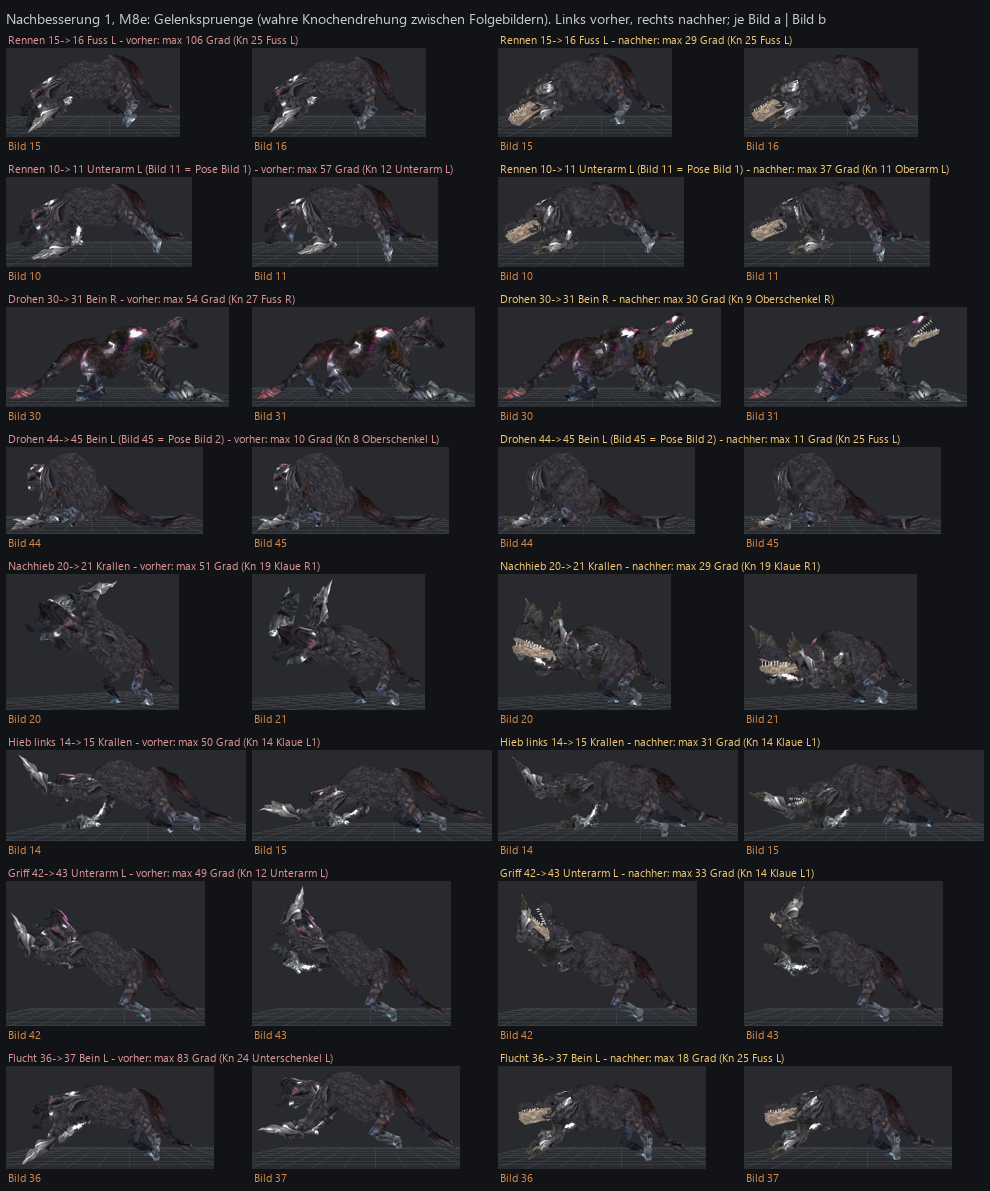 Nachbesserung 1, M8e: Gelenkspruenge (wahre Knochendrehung zwischen Folgebildern). Links vorher, rechts nachher; je Bild a | Bild b
Rennen 15->16 Fuss L - vorher: max 106 Grad (Kn 25 Fuss L)
Rennen 15->16 Fuss L - nachher: max 29 Grad (Kn 25 Fuss L)
Bild 15
Bild 16
Bild 15
Bild 16
Rennen 10->11 Unterarm L (Bild 11 = Pose Bild 1) - vorher: max 57 Grad (Kn 12 Unterarm L)
Rennen 10->11 Unterarm L (Bild 11 = Pose Bild 1) - nachher: max 37 Grad (Kn 11 Oberarm L)
Bild 10
Bild 11
Bild 10
Bild 11
Drohen 30->31 Bein R - vorher: max 54 Grad (Kn 27 Fuss R)
Drohen 30->31 Bein R - nachher: max 30 Grad (Kn 9 Oberschenkel R)
Bild 30
Bild 31
Bild 30
Bild 31
Drohen 44->45 Bein L (Bild 45 = Pose Bild 2) - vorher: max 10 Grad (Kn 8 Oberschenkel L)
Drohen 44->45 Bein L (Bild 45 = Pose Bild 2) - nachher: max 11 Grad (Kn 25 Fuss L)
Bild 44
Bild 45
Bild 44
Bild 45
Nachhieb 20->21 Krallen - vorher: max 51 Grad (Kn 19 Klaue R1)
Nachhieb 20->21 Krallen - nachher: max 29 Grad (Kn 19 Klaue R1)
Bild 20
Bild 21
Bild 20
Bild 21
Hieb links 14->15 Krallen - vorher: max 50 Grad (Kn 14 Klaue L1)
Hieb links 14->15 Krallen - nachher: max 31 Grad (Kn 14 Klaue L1)
Bild 14
Bild 15
Bild 14
Bild 15
Griff 42->43 Unterarm L - vorher: max 49 Grad (Kn 12 Unterarm L)
Griff 42->43 Unterarm L - nachher: max 33 Grad (Kn 14 Klaue L1)
Bild 42
Bild 43
Bild 42
Bild 43
Flucht 36->37 Bein L - vorher: max 83 Grad (Kn 24 Unterschenkel L)
Flucht 36->37 Bein L - nachher: max 18 Grad (Kn 25 Fuss L)
Bild 36
Bild 37
Bild 36
Bild 37